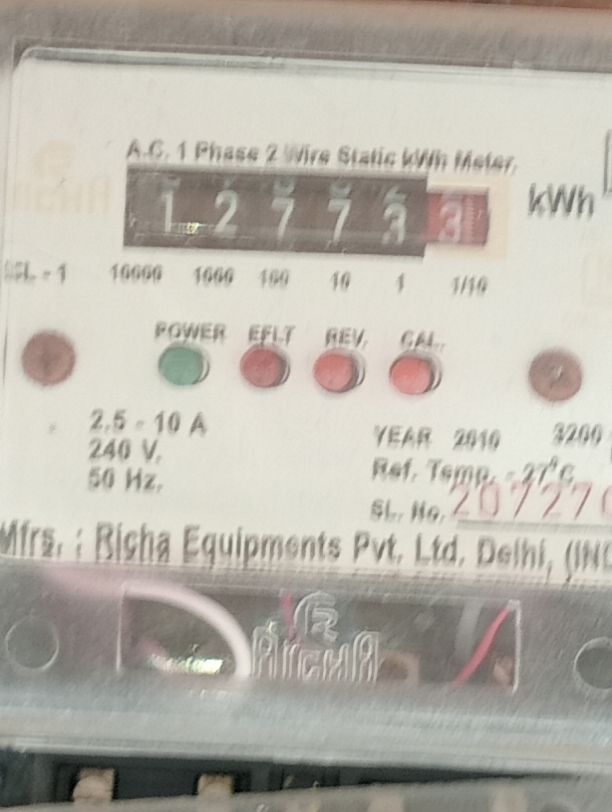 A.C. 1 Phase 2 Wire Static kWh Meter.
1 2 7 7 3 3 kWh
10000 1000 100 10 1 1/10
POWER EFLT REV. CAL.
2.5 - 10 A
240 V.
50 Hz.
YEAR 2010 3200
Ref. Temp. - 27°C
SL. No. 207270
Mfrs. : Richa Equipments Pvt. Ltd. Delhi, (IND
RICHA